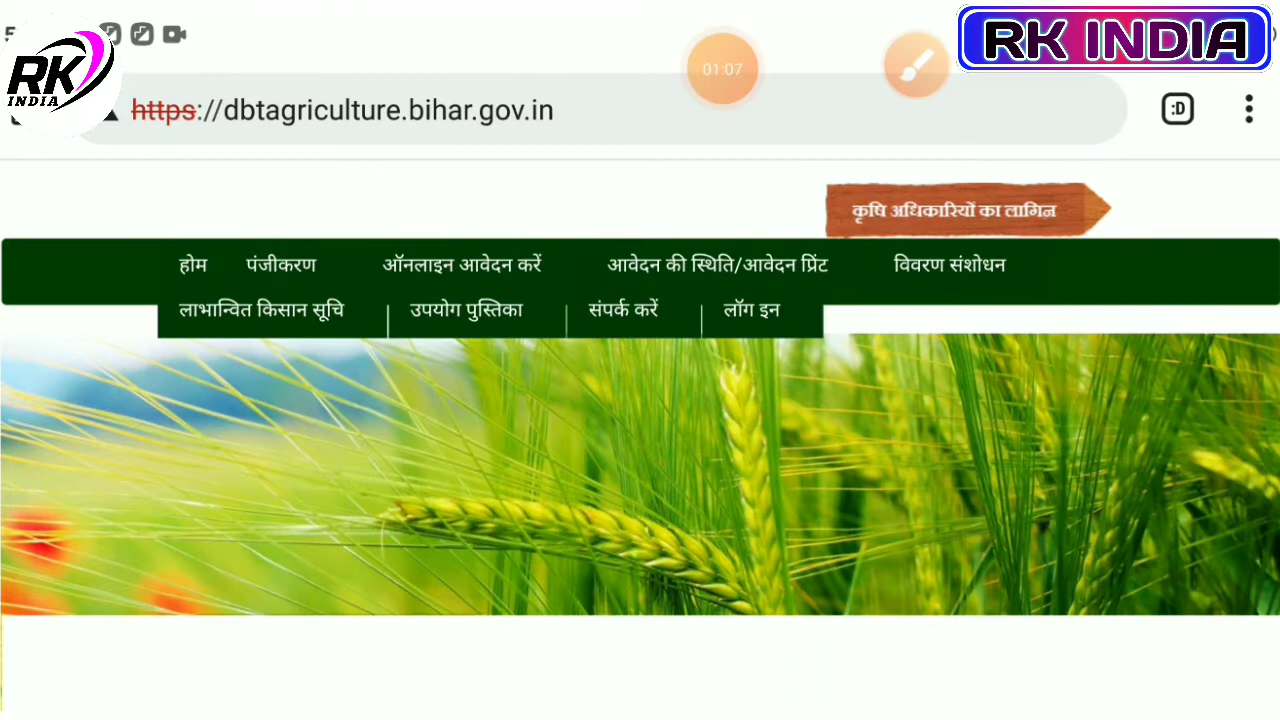 5
RK INDIA
RK
INDIA
01:07
https://dbtagriculture.bihar.gov.in
:D
कृषि अधिकारियों का लागिन
होम पंजीकरण ऑनलाइन आवेदन करें आवेदन की स्थिति/आवेदन प्रिंट विवरण संशोधन
लाभान्वित किसान सूचि उपयोग पुस्तिका संपर्क करें लॉग इन